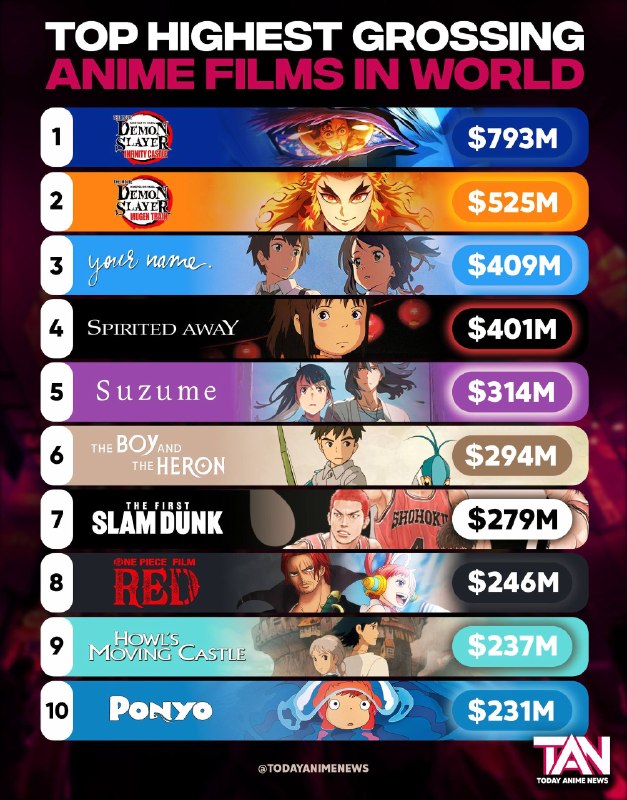 TOP HIGHEST GROSSING
ANIME FILMS IN WORLD
1
DEMON
SLAYER
INFINITY CASTLE
$793M
2
THE MOVIE
DEMON
SLAYER
MUGEN TRAIN
$525M
3
your name.
$409M
4
SPIRITED AWAY
$401M
5
Suzume
$314M
6
THE BOY AND
THE HERON
$294M
7
THE FIRST
SLAM DUNK
SHOHOKU
$279M
8
ONE PIECE FILM
RED
$246M
9
HOWL'S
MOVING CASTLE
$237M
10
PONYO
$231M
@TODAYANIMENEWS
TAN
TODAY ANIME NEWS